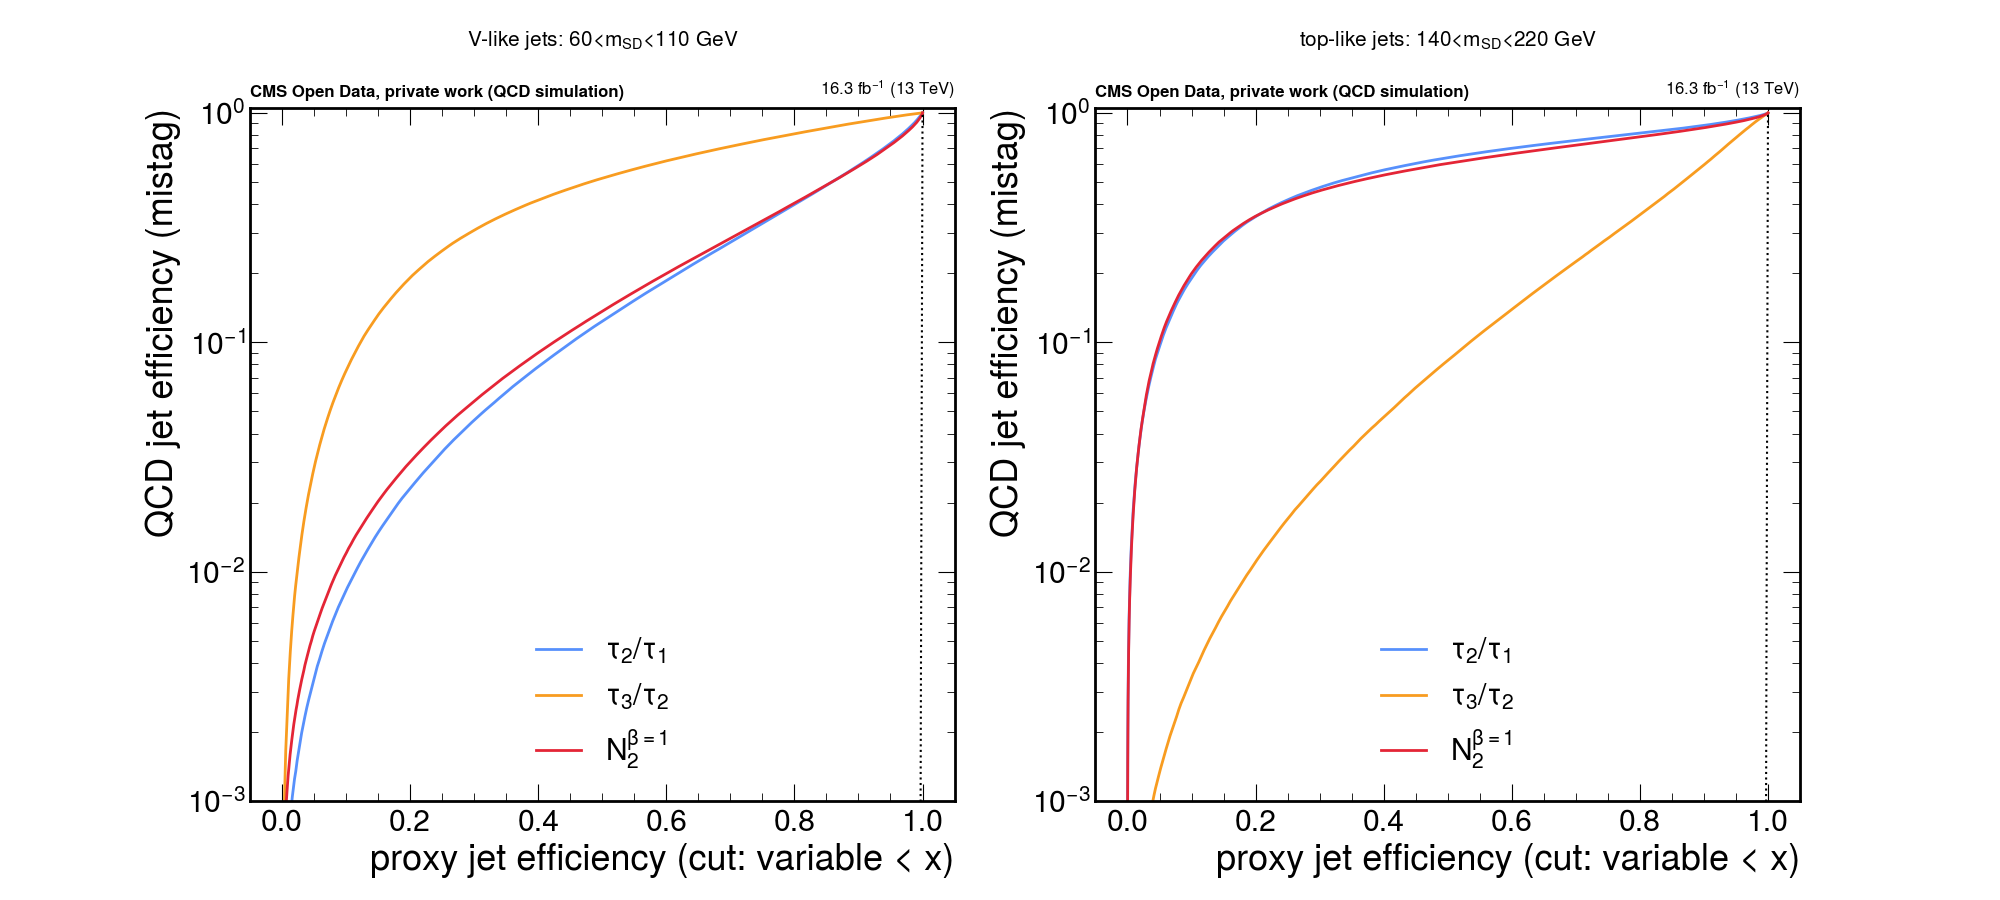 V-like jets: 60<m_SD<110 GeV
CMS Open Data, private work (QCD simulation) 16.3 fb⁻¹ (13 TeV)
QCD jet efficiency (mistag)
10⁰
10⁻¹
10⁻²
10⁻³
τ₂/τ₁
τ₃/τ₂
N₂^β=1
0.0 0.2 0.4 0.6 0.8 1.0
proxy jet efficiency (cut: variable < x)
top-like jets: 140<m_SD<220 GeV
CMS Open Data, private work (QCD simulation) 16.3 fb⁻¹ (13 TeV)
QCD jet efficiency (mistag)
10⁰
10⁻¹
10⁻²
10⁻³
τ₂/τ₁
τ₃/τ₂
N₂^β=1
0.0 0.2 0.4 0.6 0.8 1.0
proxy jet efficiency (cut: variable < x)